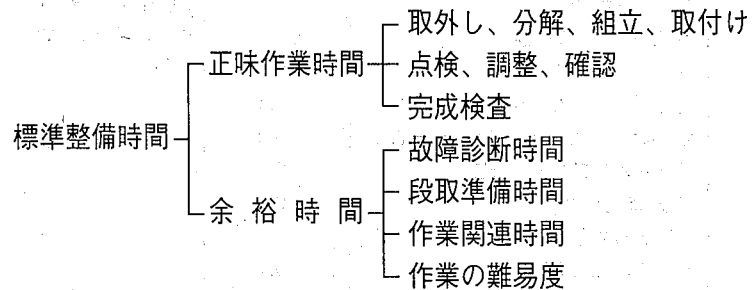 取外し、分解、組立、取付け
正味作業時間
点検、調整、確認
完成検査
標準整備時間
故障診断時間
段取準備時間
余裕時間
作業関連時間
作業の難易度